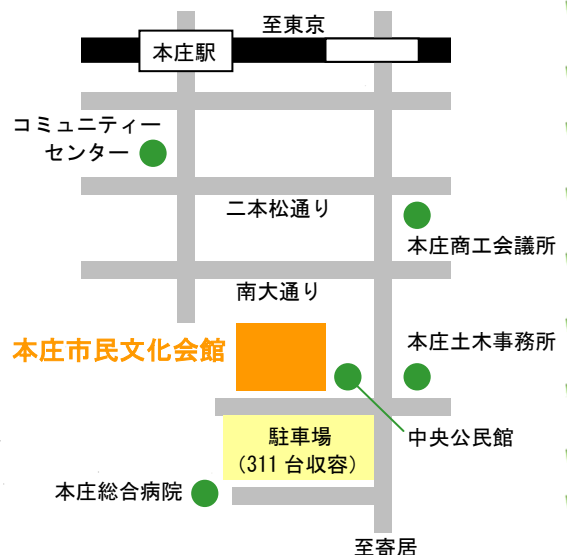 至東京
本庄駅
コミュニティー
センター
二本松通り
本庄商工会議所
南大通り
本庄市民文化会館
本庄土木事務所
中央公民館
駐車場
（311 台収容）
本庄総合病院
至寄居